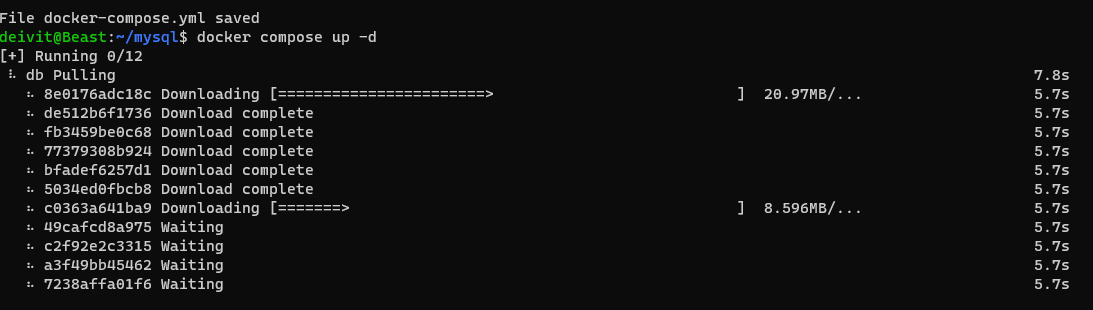 File docker-compose.yml saved
deivit@Beast:~/mysql$ docker compose up -d
[+] Running 0/12
⠧ db Pulling 7.8s
⠦ 8e0176adc18c Downloading [=======================> ] 20.97MB/... 5.7s
⠦ de512b6f1736 Download complete 5.7s
⠦ fb3459be0c68 Download complete 5.7s
⠦ 77379308b924 Download complete 5.7s
⠦ bfadef6257d1 Download complete 5.7s
⠦ 5034ed0fbcb8 Download complete 5.7s
⠦ c0363a641ba9 Downloading [=======> ] 8.596MB/... 5.7s
⠦ 49cafcd8a975 Waiting 5.7s
⠦ c2f92e2c3315 Waiting 5.7s
⠦ a3f49bb45462 Waiting 5.7s
⠦ 7238affa01f6 Waiting 5.7s